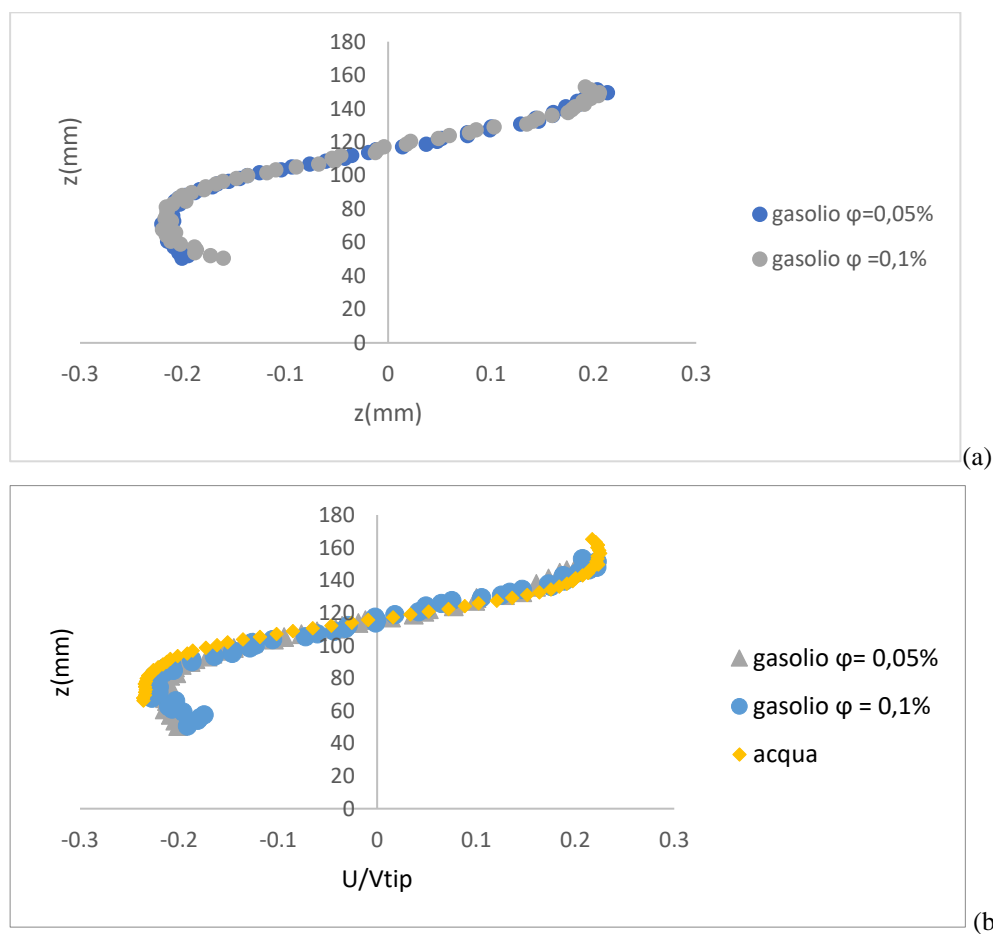 180
160
140
120
100
80
60
40
20
0
z(mm)
gasolio φ=0,05%
gasolio φ =0,1%
-0.3 -0.2 -0.1 0 0.1 0.2 0.3
z(mm)
(a)
180
160
140
120
100
80
60
40
20
0
z(mm)
gasolio φ= 0,05%
gasolio φ = 0,1%
acqua
-0.3 -0.2 -0.1 0 0.1 0.2 0.3
U/Vtip
(b